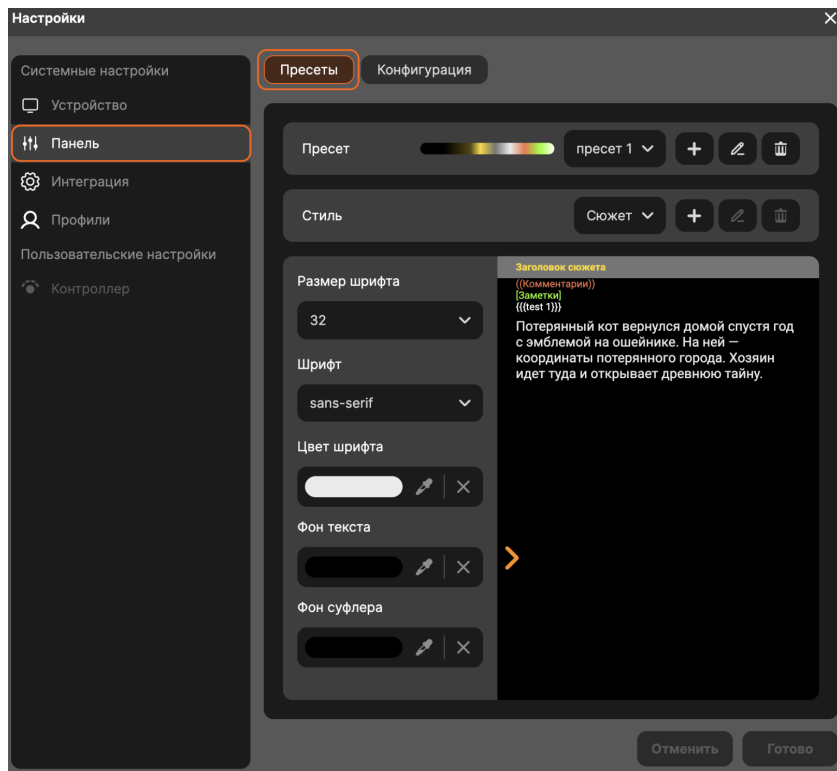 Настройки
Системные настройки
Устройство
Панель
Интеграция
Профили
Пользовательские настройки
Контроллер
Пресеты
Конфигурация
Пресет
пресет 1
Стиль
Сюжет
Размер шрифта
32
Шрифт
sans-serif
Цвет шрифта
Фон текста
Фон суфлера
Заголовок сюжета
((Комментарии))
[Заметки]
{{{test 1}}}
Потерянный кот вернулся домой спустя год
с эмблемой на ошейнике. На ней —
координаты потерянного города. Хозяин
идет туда и открывает древнюю тайну.
Отменить
Готово